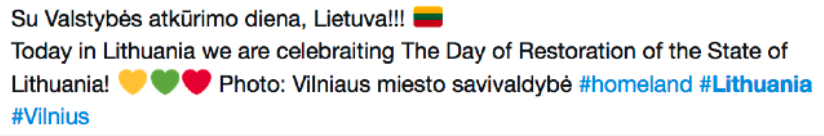 Su Valstybės atkūrimo diena, Lietuva!!! 🇱🇹
Today in Lithuania we are celebraiting The Day of Restoration of the State of
Lithuania! 💛💚❤️ Photo: Vilniaus miesto savivaldybė #homeland #Lithuania
#Vilnius